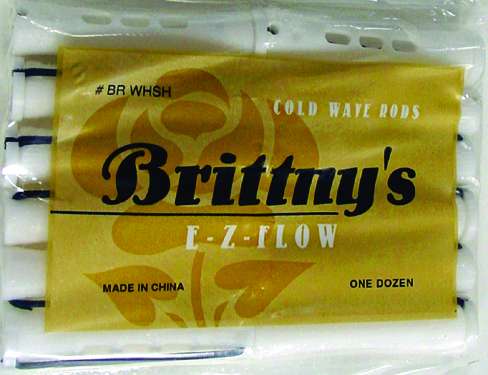 # BR WHSH
COLD WAVE RODS
Brittny's
E-Z-FLOW
MADE IN CHINA
ONE DOZEN